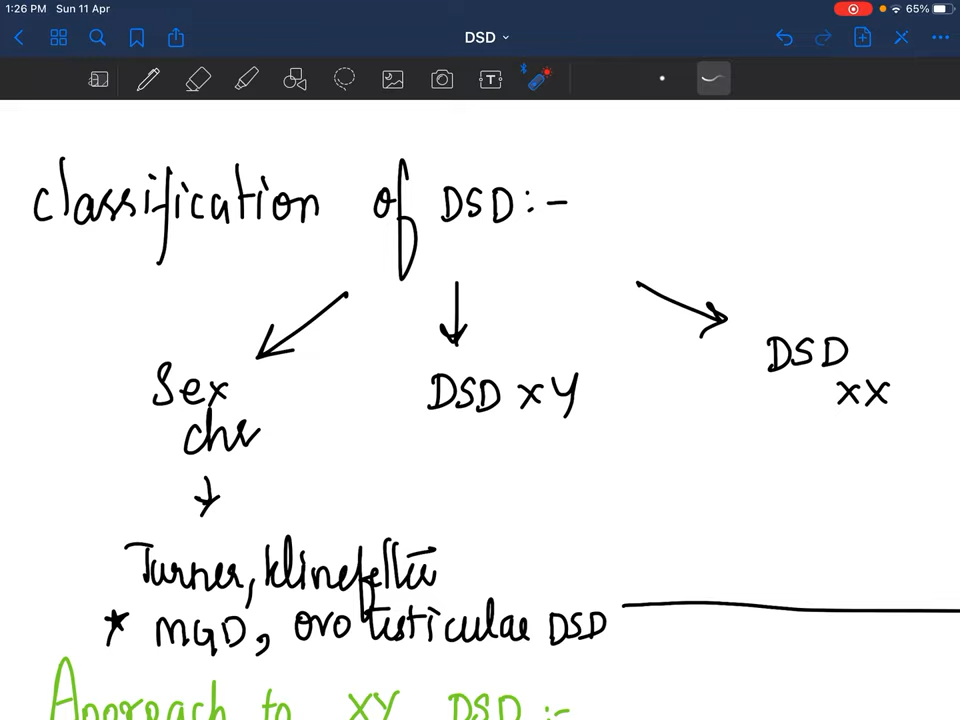 1:26 PM Sun 11 Apr 65%
DSD
T
classification of DSD:-
Sex chr
DSD XY
DSD XX
Turner, klinefelter
* MGD, ovotesticular DSD
Approach to XY DSD:-